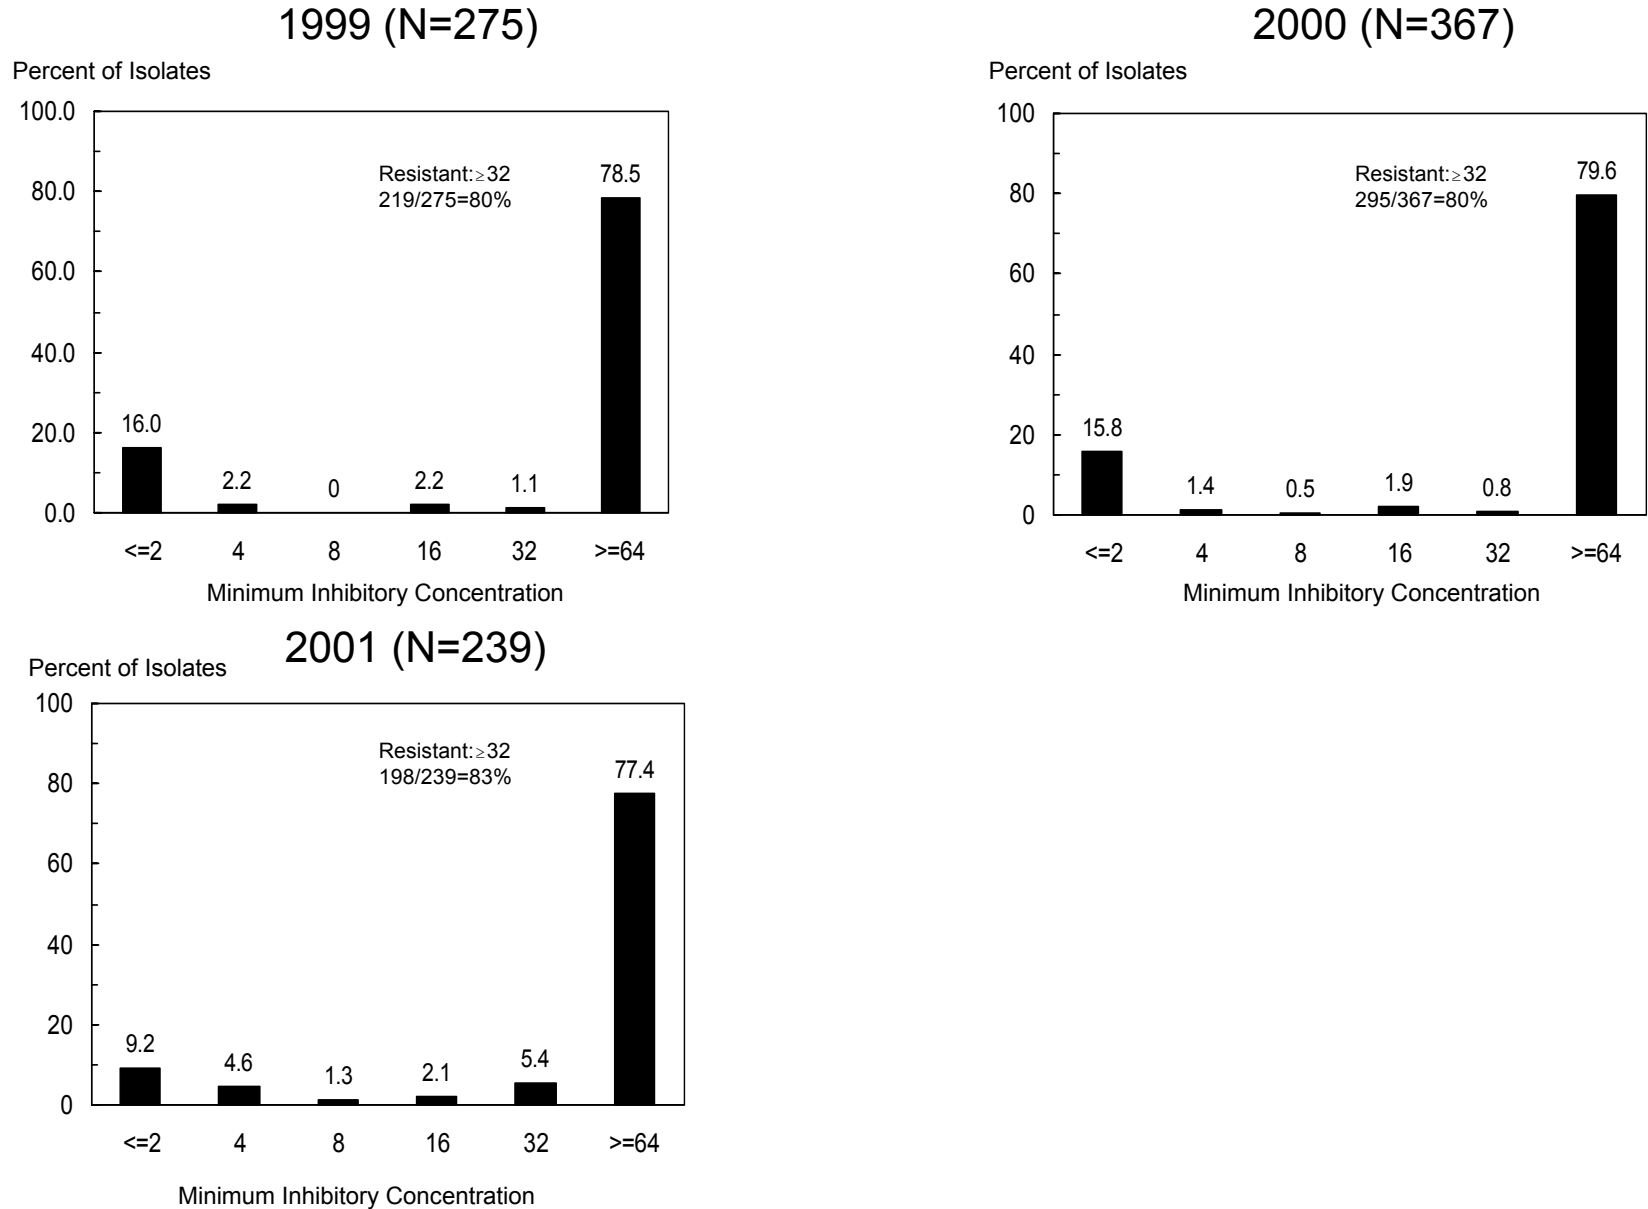 1999 (N=275)
Percent of Isolates
100.0
80.0
60.0
40.0
20.0
0.0
Resistant:≥32
219/275=80%
16.0
2.2
0
2.2
1.1
78.5
<=2 4 8 16 32 >=64
Minimum Inhibitory Concentration
2000 (N=367)
Percent of Isolates
100
80
60
40
20
0
Resistant:≥32
295/367=80%
15.8
1.4
0.5
1.9
0.8
79.6
<=2 4 8 16 32 >=64
Minimum Inhibitory Concentration
2001 (N=239)
Percent of Isolates
100
80
60
40
20
0
Resistant:≥32
198/239=83%
9.2
4.6
1.3
2.1
5.4
77.4
<=2 4 8 16 32 >=64
Minimum Inhibitory Concentration